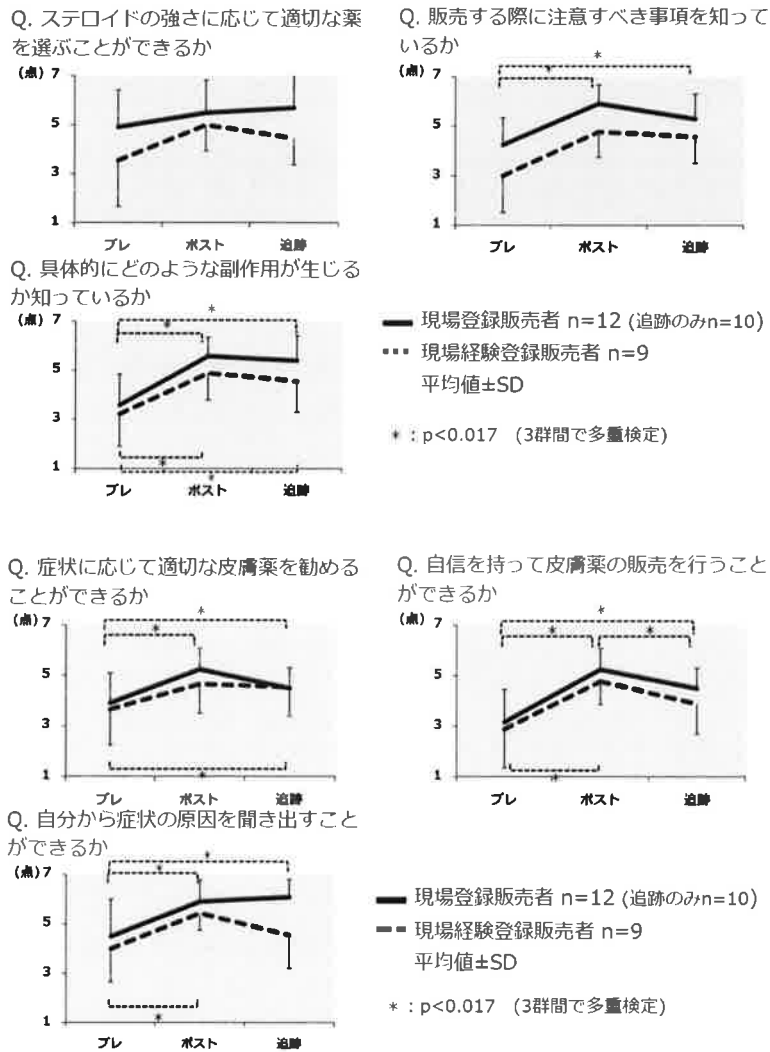 Q. ステロイドの強さに応じて適切な薬
を選ぶことができるか
(点) 7
5
3
1
プレ ポスト 追跡
Q. 販売する際に注意すべき事項を知って
いるか
(点) 7
5
3
1
* *
プレ ポスト 追跡
Q. 具体的にどのような副作用が生じる
か知っているか
(点) 7
5
3
1
* *
* *
プレ ポスト 追跡
現場登録販売者 n=12 (追跡のみn=10)
現場経験登録販売者 n=9
平均値±SD
* : p<0.017 (3群間で多重検定)
Q. 症状に応じて適切な皮膚薬を勧める
ことができるか
(点) 7
5
3
1
* *
*
プレ ポスト 追跡
Q. 自信を持って皮膚薬の販売を行うこと
ができるか
(点) 7
5
3
1
*
* *
*
プレ ポスト 追跡
Q. 自分から症状の原因を聞き出すこと
ができるか
(点) 7
5
3
1
* *
*
プレ ポスト 追跡
現場登録販売者 n=12 (追跡のみn=10)
現場経験登録販売者 n=9
平均値±SD
* : p<0.017 (3群間で多重検定)